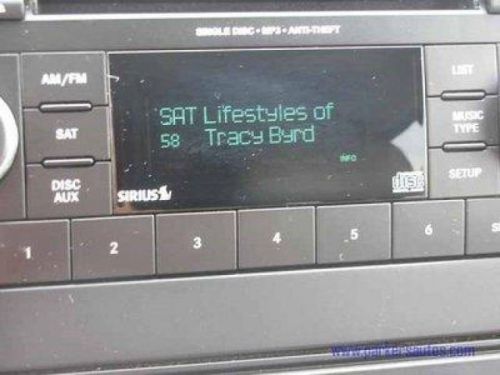 SINGLE DISC • MP3 • ANTI-THEFT
AM/FM
LIST
SAT Lifestyles of
58 Tracy Byrd
SAT
MUSIC
TYPE
INFO
DISC
AUX
SIRIUS
disc
SETUP
1 2 3 4 5 6